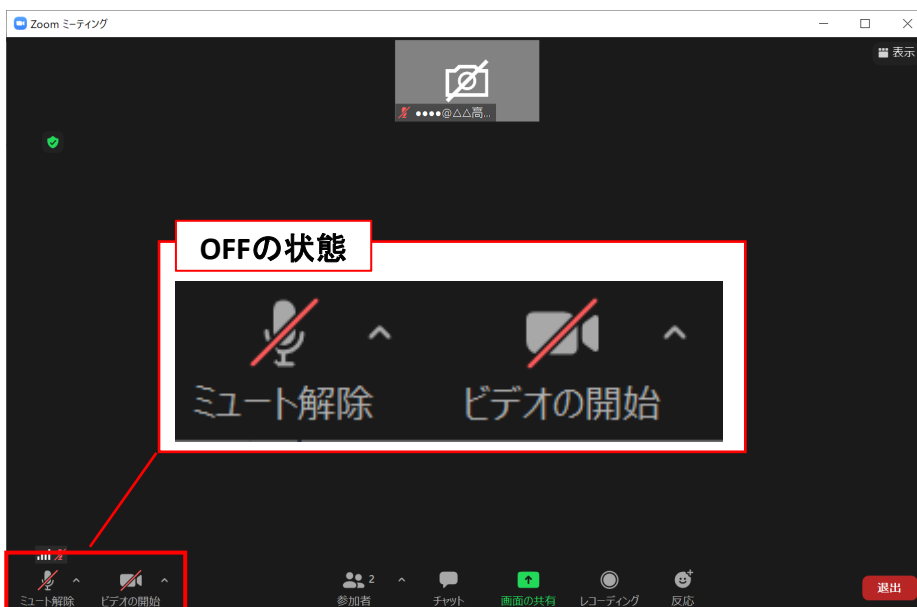 Zoom ミーティング
表示
●●●●@△△高...
OFFの状態
ミュート解除
ビデオの開始
ミュート解除
ビデオの開始
2
参加者
チャット
画面の共有
レコーディング
反応
退出